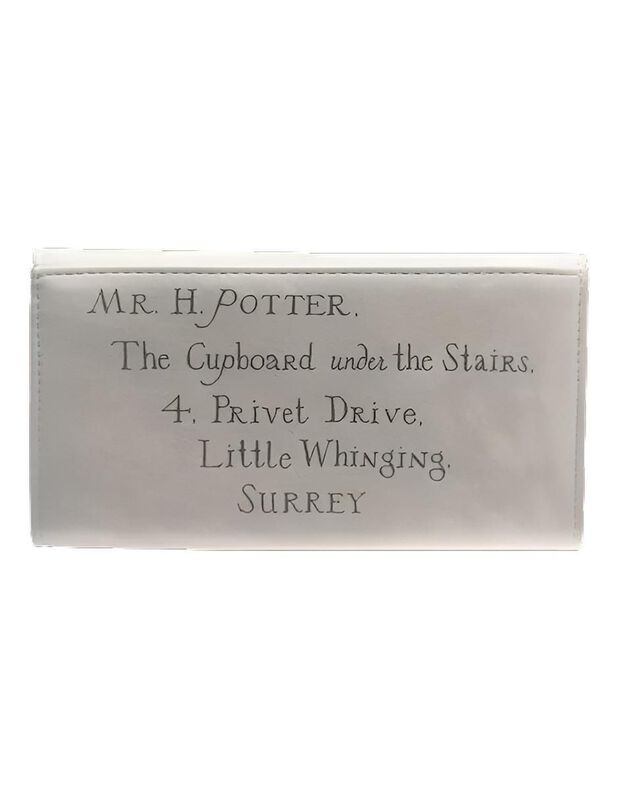 MR. H. POTTER,
The Cupboard under the Stairs,
4, Privet Drive,
Little Whinging,
SURREY